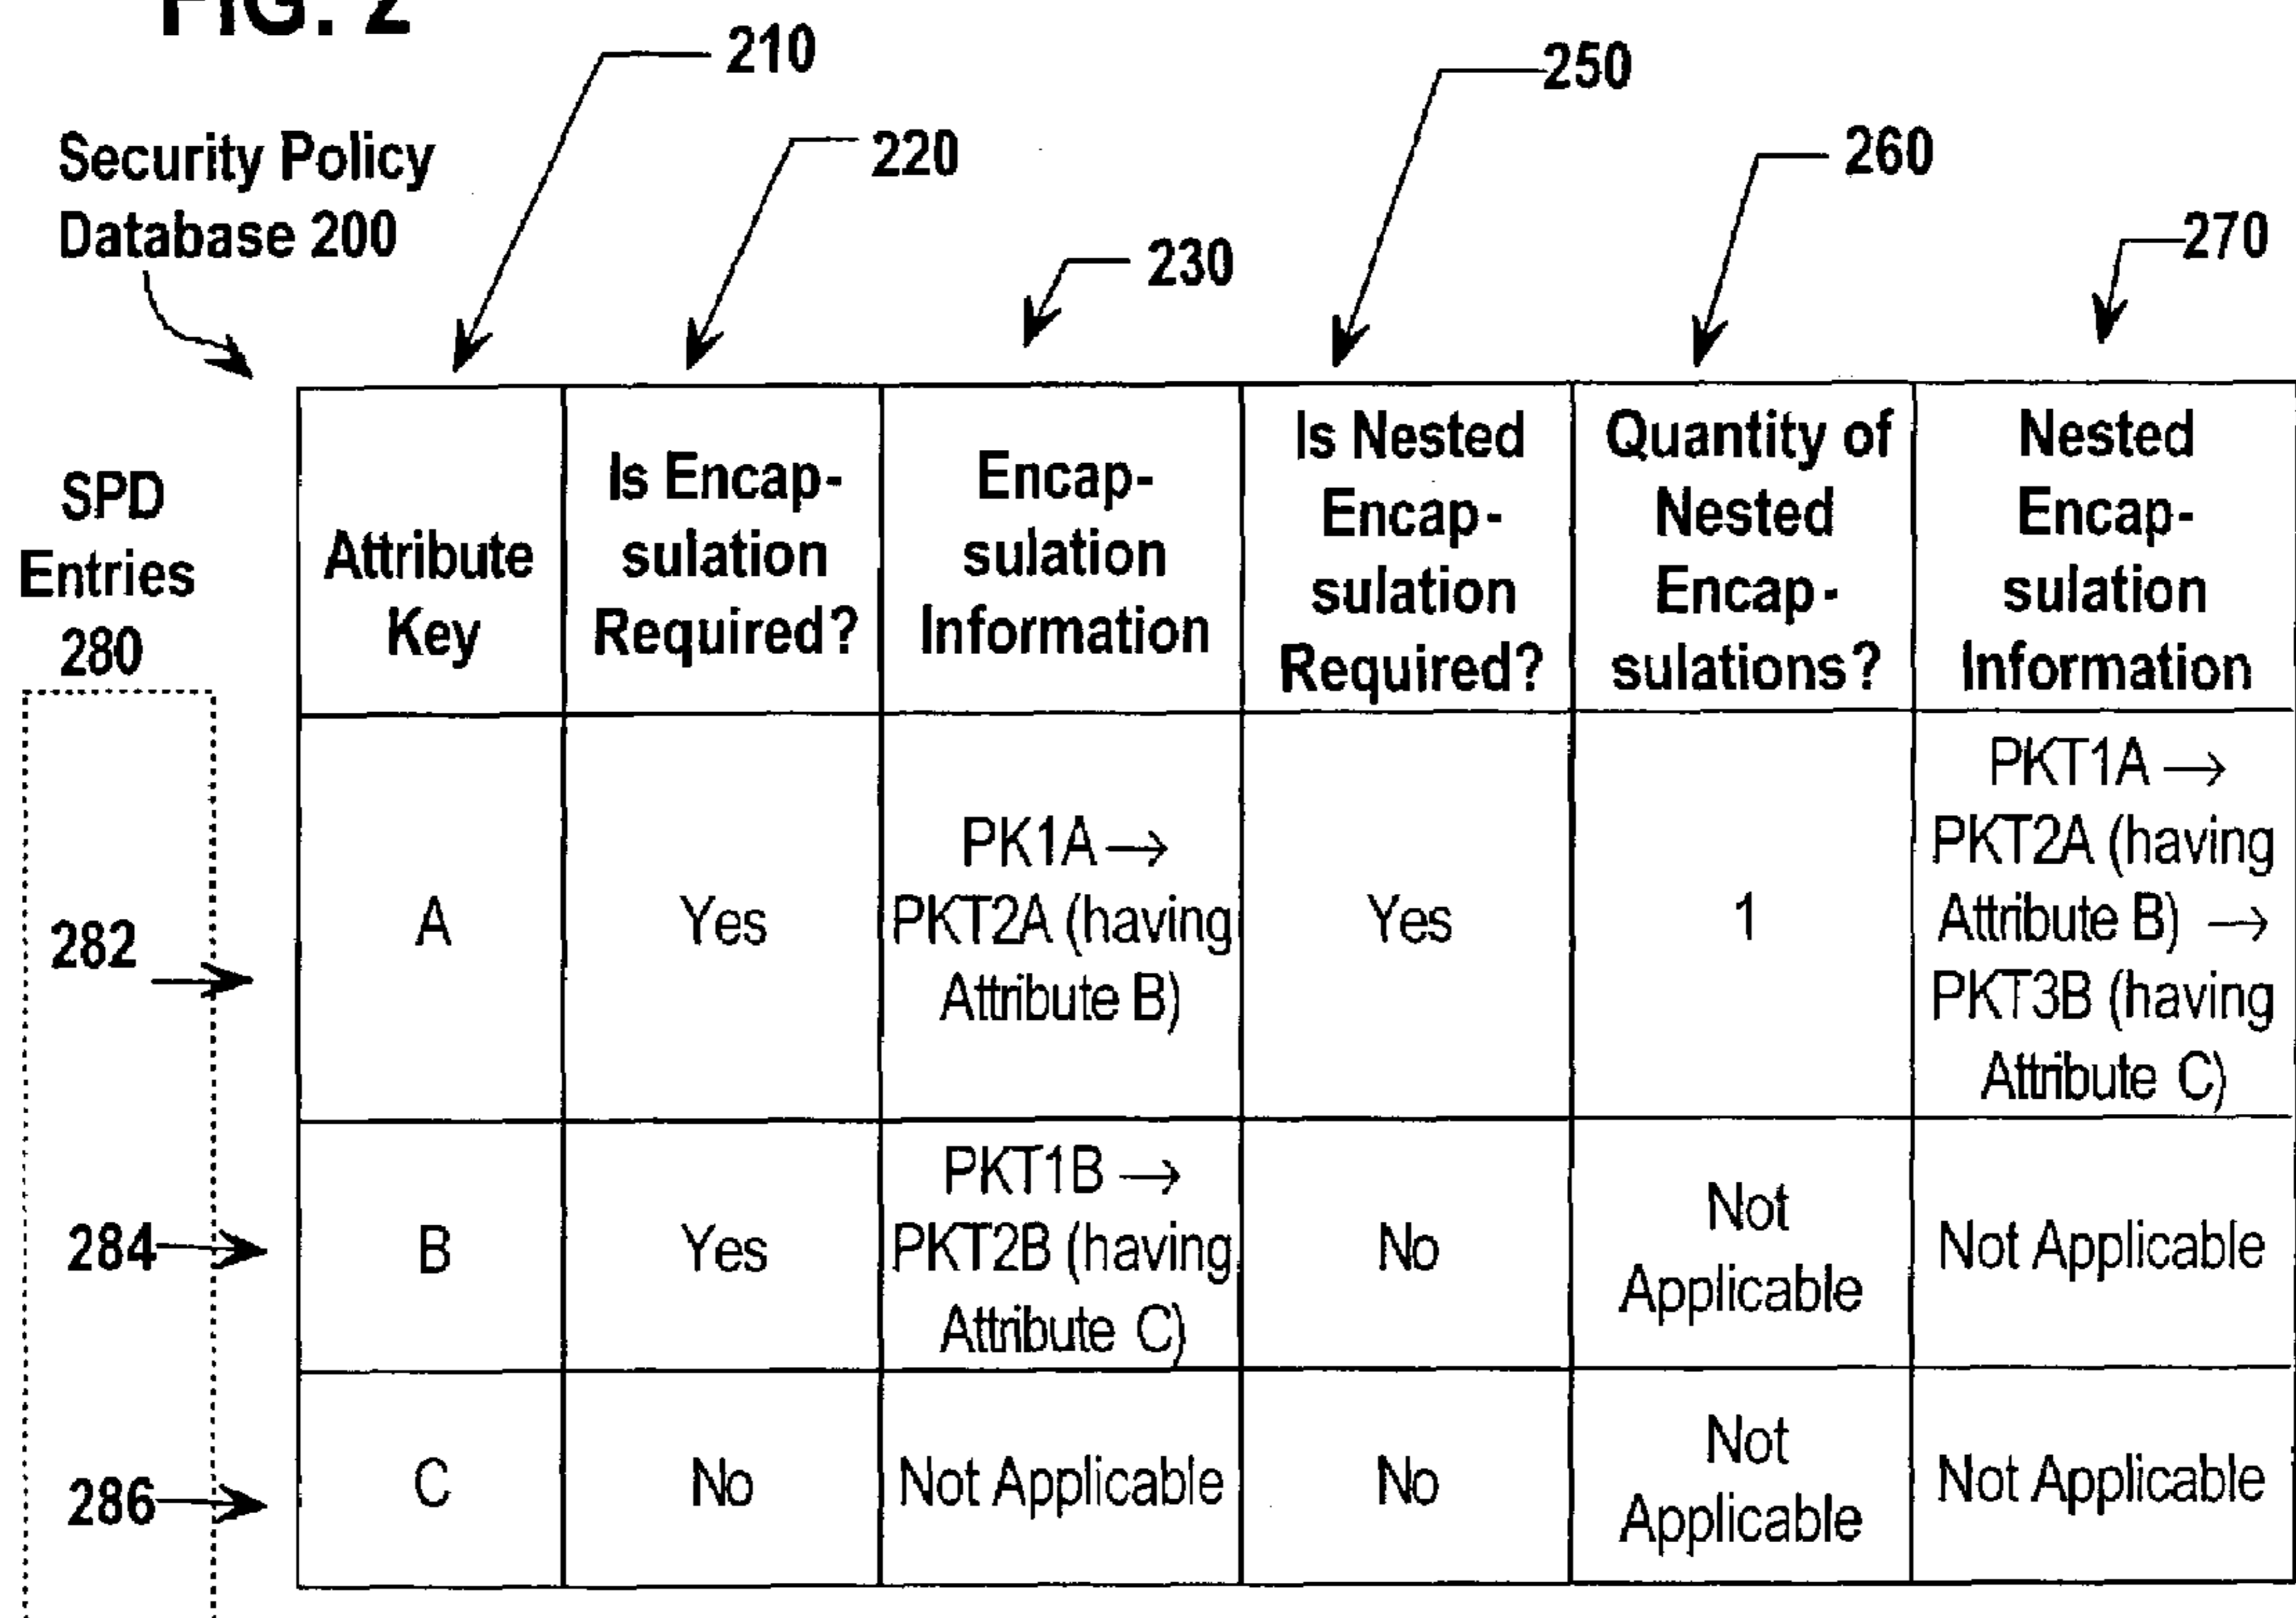 FIG. 2
210
250
220
260
Security Policy
Database 200
230
270
SPD
Entries
280
Attribute
Key
Is Encap-
sulation
Required?
Encap-
sulation
Information
Is Nested
Encap-
sulation
Required?
Quantity of
Nested
Encap-
sulations?
Nested
Encap-
sulation
Information
282
A
Yes
PK1A →
PKT2A (having
Attribute B)
Yes
1
PKT1A →
PKT2A (having
Attribute B) →
PKT3B (having
Attribute C)
284
B
Yes
PKT1B →
PKT2B (having
Attribute C)
No
Not
Applicable
Not Applicable
286
C
No
Not Applicable
No
Not
Applicable
Not Applicable